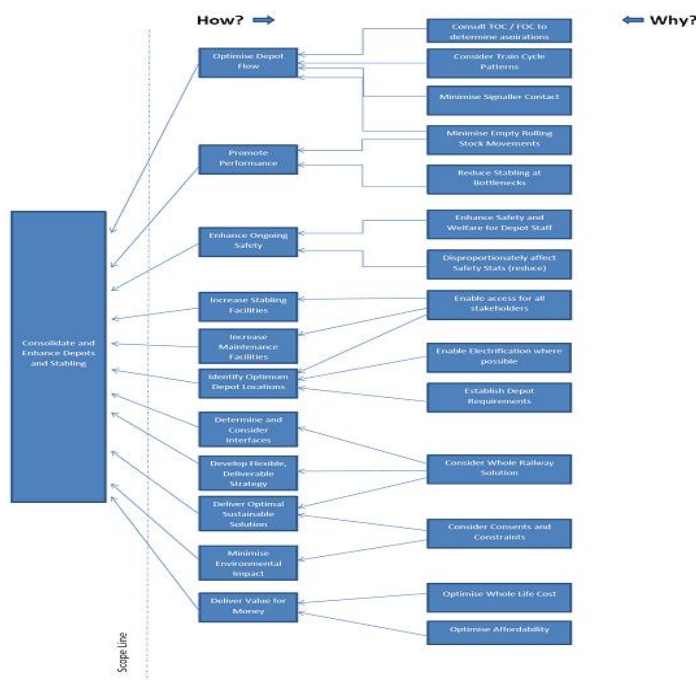 How?
Why?
Consult TOC / FOC to
determine aspirations
Optimise Depot
Flow
Consider Train Cycle
Patterns
Minimise Signaller Contact
Minimise Empty Rolling
Stock Movements
Promote
Performance
Reduce Stabling at
Bottlenecks
Enhance Safety and
Welfare for Depot Staff
Enhance Ongoing
Safety
Disproportionately affect
Safety Stats (reduce)
Increase Stabling
Facilities
Enable access for all
stakeholders
Increase
Maintenance
Facilities
Consolidate and
Enhance Depots
and Stabling
Enable Electrification where
possible
Identify Optimum
Depot Locations
Establish Depot
Requirements
Determine and
Consider
Interfaces
Develop Flexible,
Deliverable
Strategy
Consider Whole Railway
Solution
Deliver Optimal
Sustainable
Solution
Consider Consents and
Constraints
Minimise
Environmental
Impact
Optimise Whole Life Cost
Deliver Value for
Money
Optimise Affordability
Scope Line